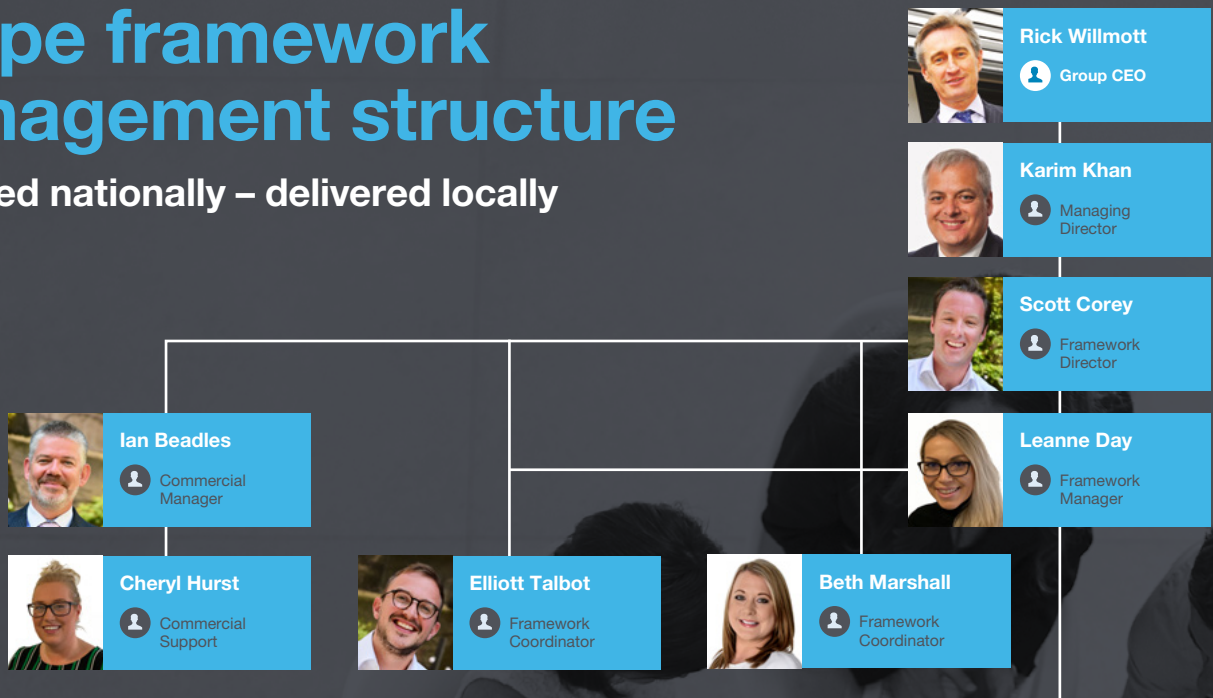 pe framework
nagement structure
ed nationally – delivered locally
Rick Willmott
Group CEO
Karim Khan
Managing
Director
Scott Corey
Framework
Director
Ian Beadles
Commercial
Manager
Leanne Day
Framework
Manager
Cheryl Hurst
Commercial
Support
Elliott Talbot
Framework
Coordinator
Beth Marshall
Framework
Coordinator